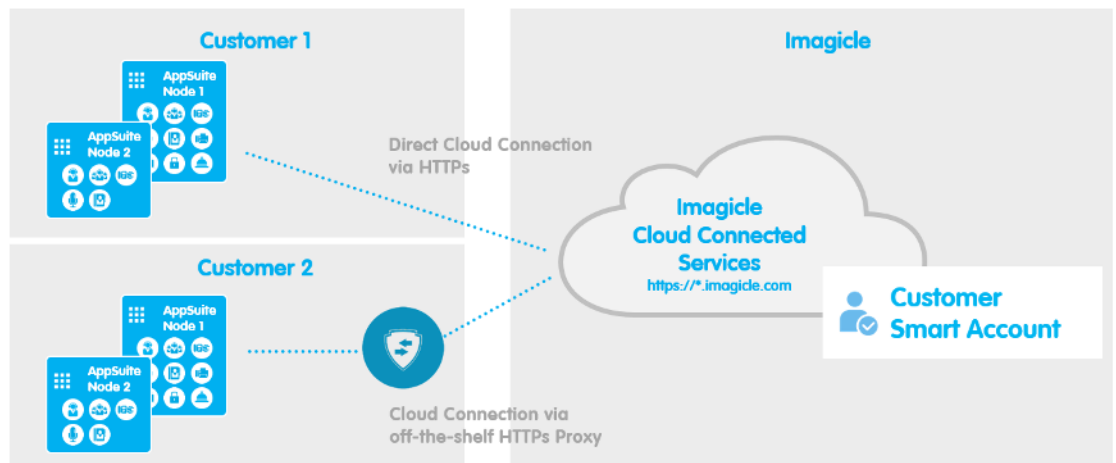 Customer 1
AppSuite
Node 1
AppSuite
Node 2
Direct Cloud Connection
via HTTPs
Customer 2
AppSuite
Node 1
AppSuite
Node 2
Cloud Connection via
off-the-shelf HTTPs Proxy
Imagicle
Imagicle
Cloud Connected
Services
https://*.imagicle.com
Customer
Smart Account